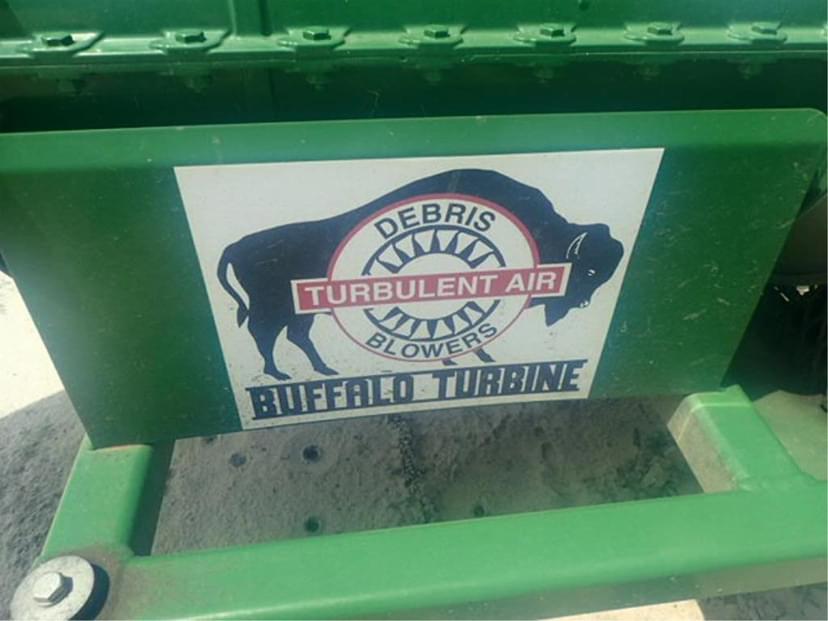 DEBRIS
TURBULENT AIR
BLOWERS
BUFFALO TURBINE